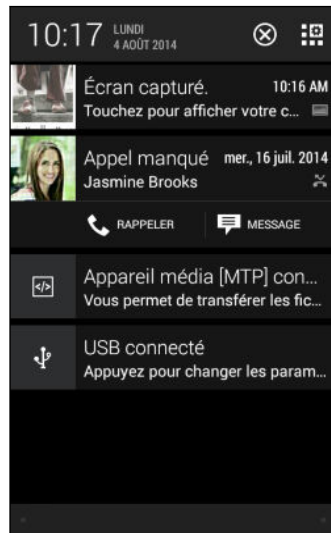 10:17 LUNDI
4 AOÛT 2014
Écran capturé. 10:16 AM
Touchez pour afficher votre c...
Appel manqué mer., 16 juil. 2014
Jasmine Brooks
RAPPELER MESSAGE
Appareil média [MTP] con...
Vous permet de transférer les fic...
USB connecté
Appuyez pour changer les param...